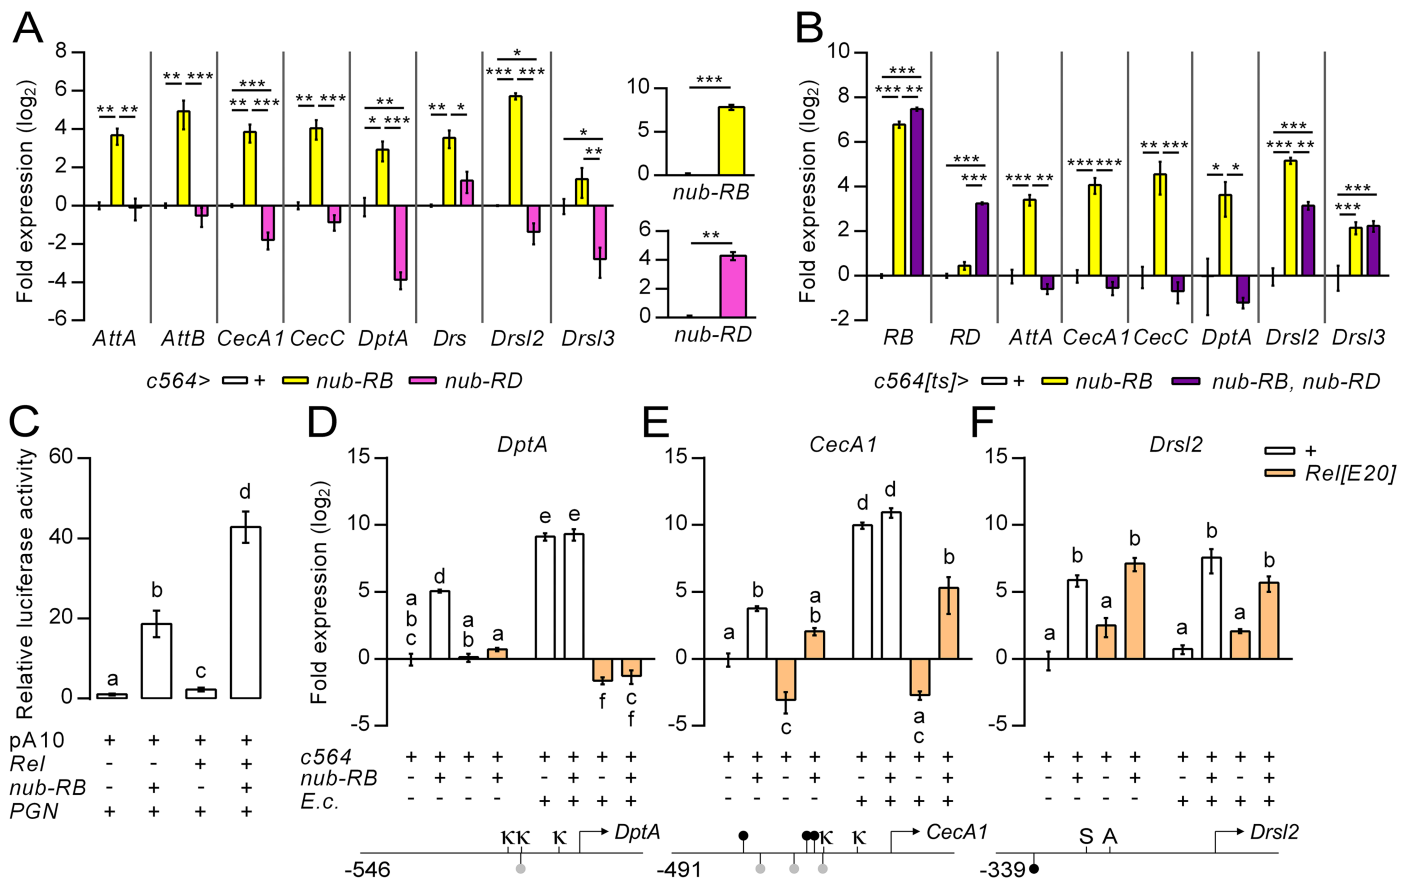 A
Fold expression (log2)
8
6
4
2
0
-2
-4
-6
** ** ** *** *** ** *** ** *** ** * *** ** * * *** *** * **
AttA AttB CecA1 CecC DptA Drs Drsl2 Drsl3
c564> + nub-RB nub-RD
10
5
0
***
nub-RB
6
4
2
0
**
nub-RD
B
Fold expression (log2)
10
8
6
4
2
0
-2
*** *** ** *** *** *** ** *** *** ** *** * * *** *** ** *** ***
RB RD AttA CecA1 CecC DptA Drsl2 Drsl3
c564[ts]> + nub-RB nub-RB, nub-RD
C
Relative luciferase activity
60
40
20
0
a b c d
pA10 + + + +
Rel - - + +
nub-RB - + - +
PGN + + + +
D
DptA
Fold expression (log2)
15
10
5
0
-5
a b c d a b a e e f c f
c564 + + + + + + + +
nub-RB - + - + - + - +
E.c. - - - - + + + +
κκ κ DptA
-546
E
CecA1
15
10
5
0
-5
a b c a b d d a c b
+ + + + + + + +
- + - + - + - +
- - - - + + + +
κ κ CecA1
-491
F
Drsl2
+
Rel[E20]
15
10
5
0
-5
a b a b a b a b
+ + + + + + + +
- + - + - + - +
- - - - + + + +
S A Drsl2
-339